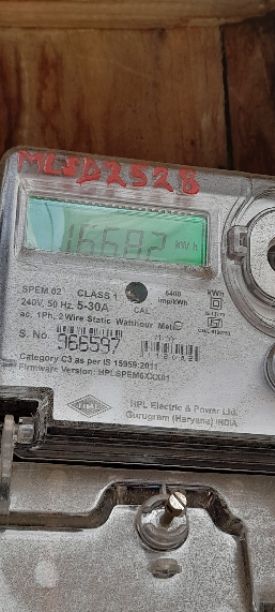 MLSD2528
16682 kWh
SPEM 02 CLASS 1 6400 kWh
240V, 50 Hz. 5-30A CAL imp/kWh
ac. 1Ph, 2 Wire Static Watthour Meter
S. No. 966597
Category C3 as per IS 15959:2011
Firmware Version:
HPL Electric & Power Ltd.
Gurugram (Haryana) INDIA